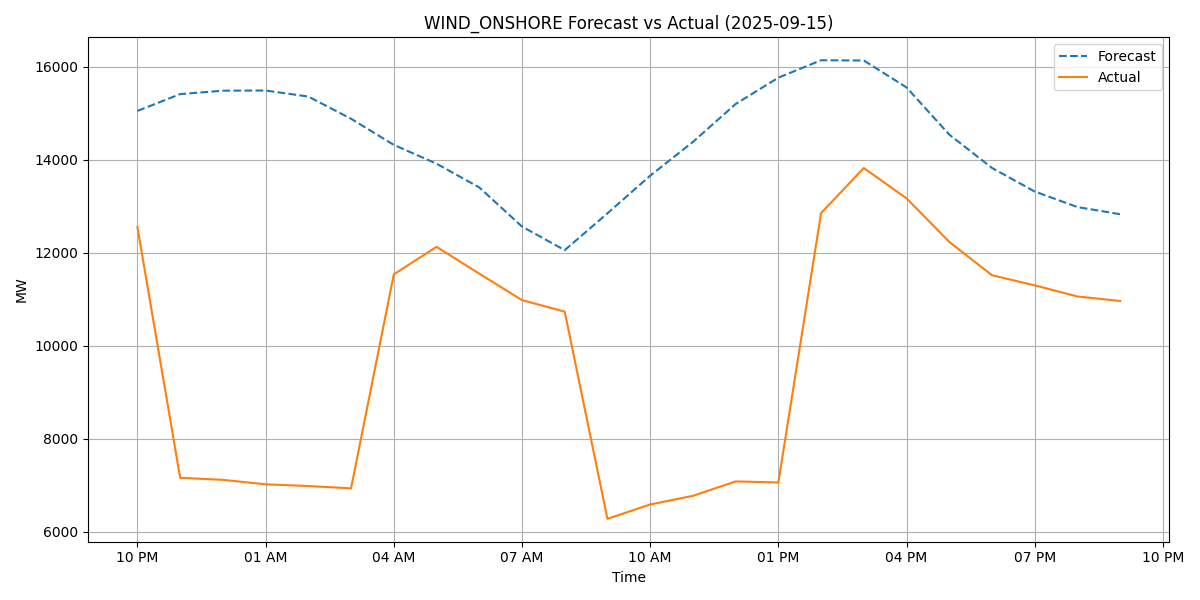 WIND_ONSHORE Forecast vs Actual (2025-09-15)
Forecast
Actual
16000
14000
12000
10000
8000
6000
MW
10 PM 01 AM 04 AM 07 AM 10 AM 01 PM 04 PM 07 PM 10 PM
Time